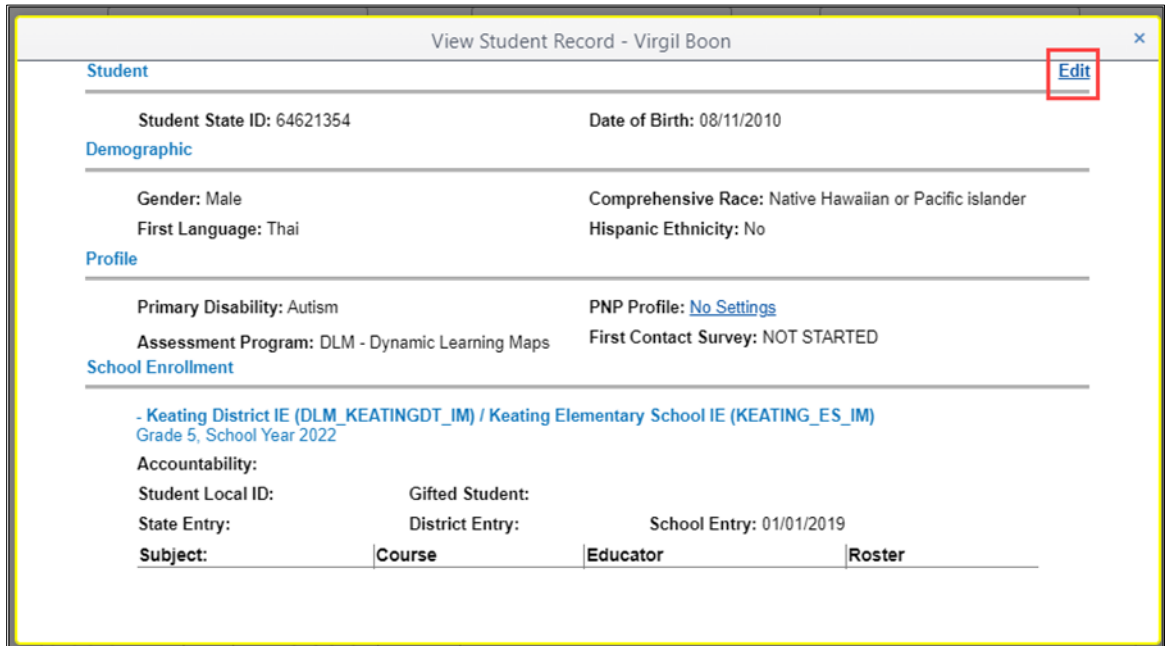 View Student Record - Virgil Boon ×
Student Edit
Student State ID: 64621354 Date of Birth: 08/11/2010
Demographic
Gender: Male Comprehensive Race: Native Hawaiian or Pacific islander
First Language: Thai Hispanic Ethnicity: No
Profile
Primary Disability: Autism PNP Profile: No Settings
Assessment Program: DLM - Dynamic Learning Maps First Contact Survey: NOT STARTED
School Enrollment
- Keating District IE (DLM_KEATINGDT_IM) / Keating Elementary School IE (KEATING_ES_IM)
Grade 5, School Year 2022
Accountability:
Student Local ID: Gifted Student:
State Entry: District Entry: School Entry: 01/01/2019
Subject: Course Educator Roster